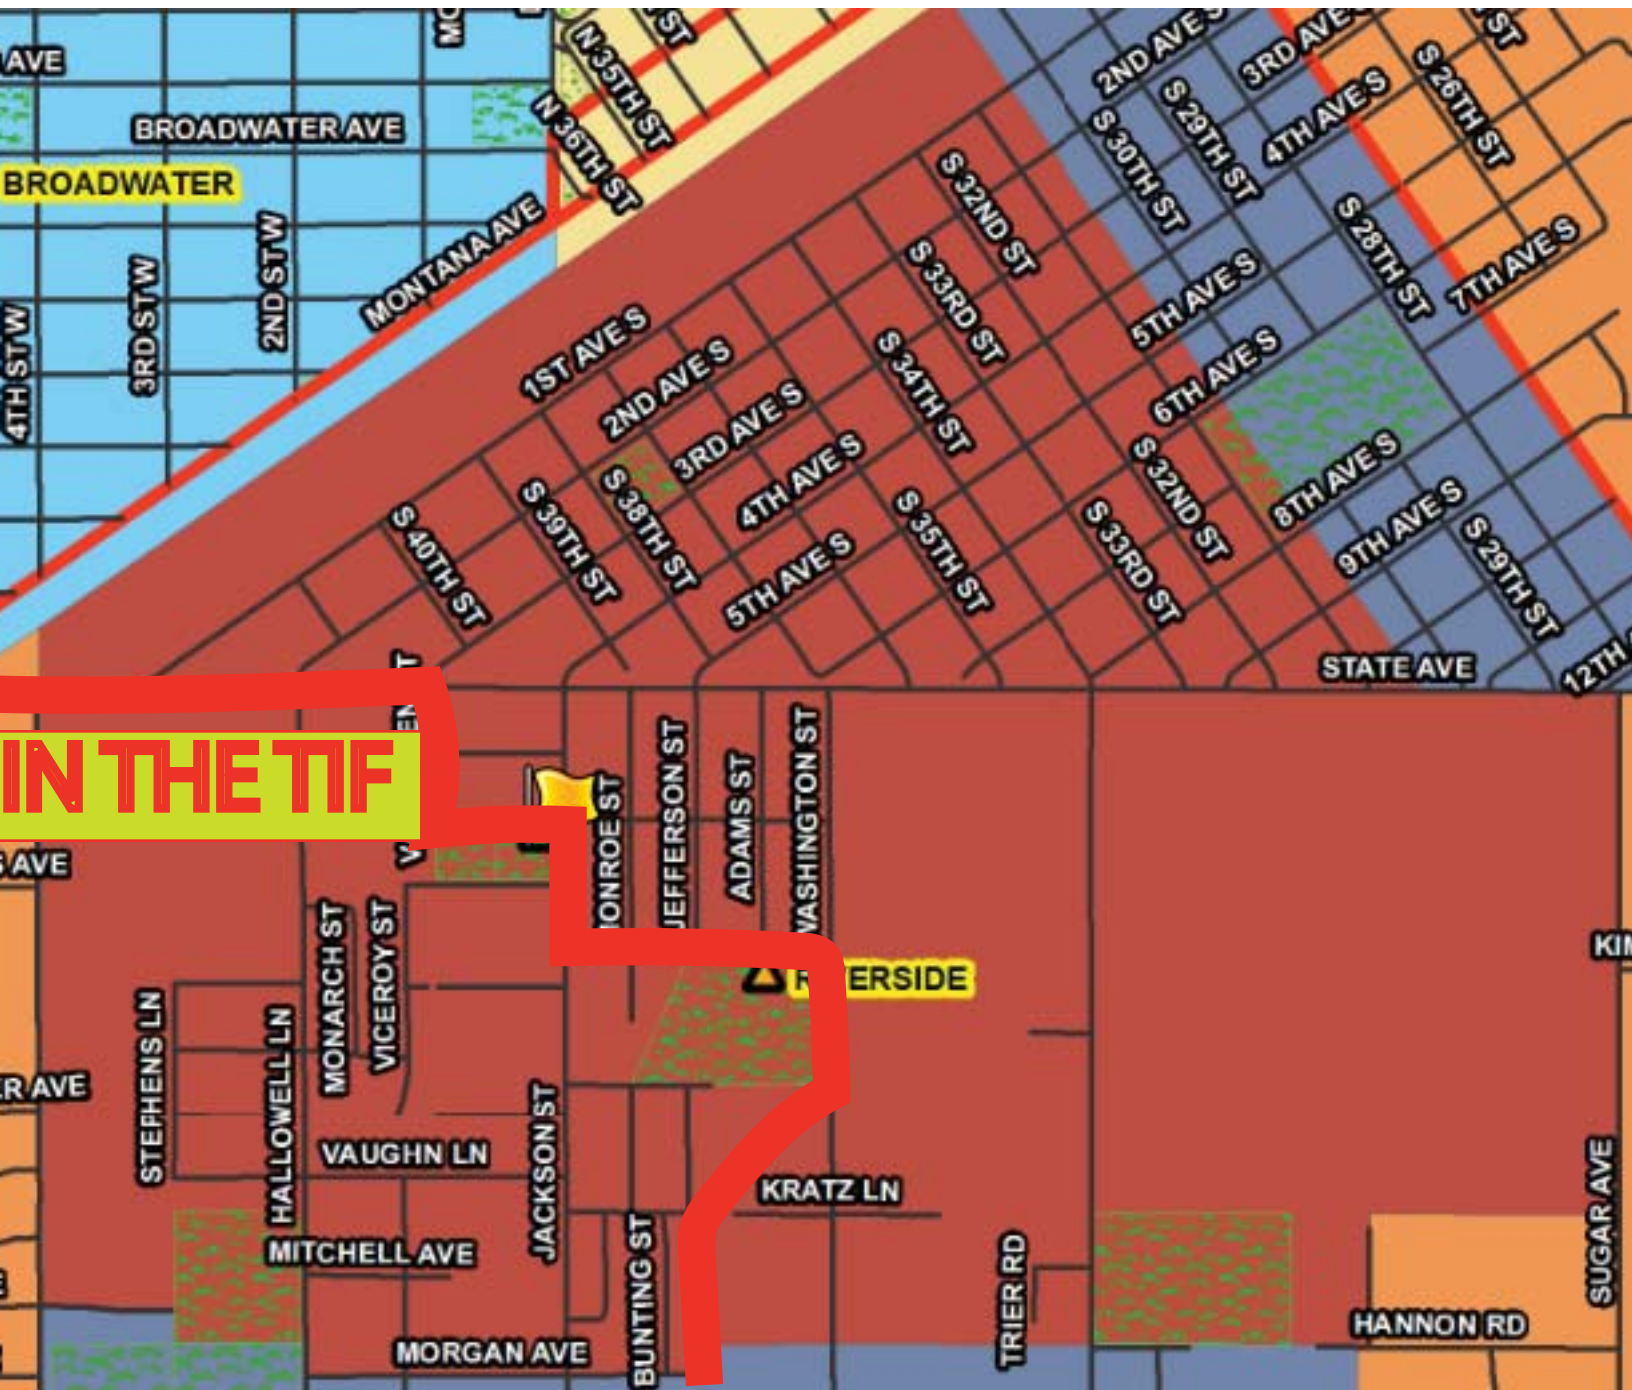 AVE
N 35TH ST
2ND AVE S
3RD AVE S
S 26TH ST
BROADWATER AVE
N 36TH ST
S 30TH ST
S 29TH ST
4TH AVE S
BROADWATER
MONTANA AVE
S 32ND ST
S 28TH ST
7TH AVE S
4TH ST W
3RD ST W
2ND ST W
S 33RD ST
5TH AVE S
1ST AVE S
2ND AVE S
S 34TH ST
6TH AVE S
3RD AVE S
4TH AVE S
S 32ND ST
8TH AVE S
S 40TH ST
S 39TH ST
S 38TH ST
5TH AVE S
S 35TH ST
S 33RD ST
9TH AVE S
S 29TH ST
STATE AVE
12TH
IN THE TIF
JEFFERSON ST
ADAMS ST
WASHINGTON ST
AVE
MONARCH ST
VICEROY ST
RIVERSIDE
STEPHENS LN
HALLOWELL LN
AVE
VAUGHN LN
JACKSON ST
KRATZ LN
MITCHELL AVE
BUNTING ST
TRIER RD
SUGAR AVE
HANNON RD
MORGAN AVE